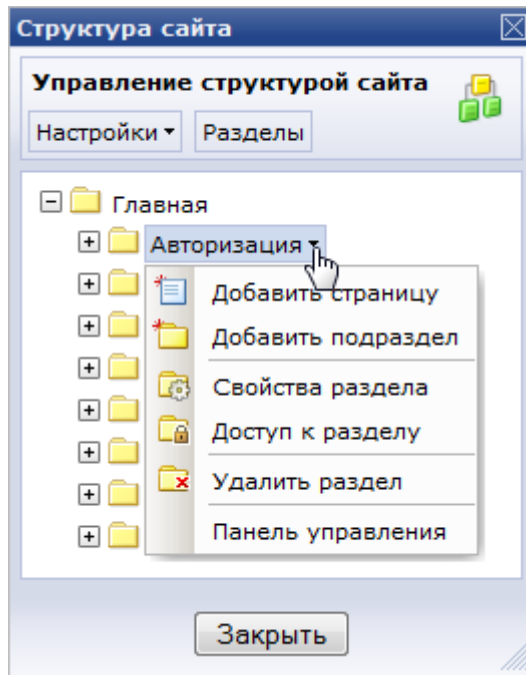 Структура сайта
Управление структурой сайта
Настройки
Разделы
Главная
Авторизация
Добавить страницу
Добавить подраздел
Свойства раздела
Доступ к разделу
Удалить раздел
Панель управления
Закрыть